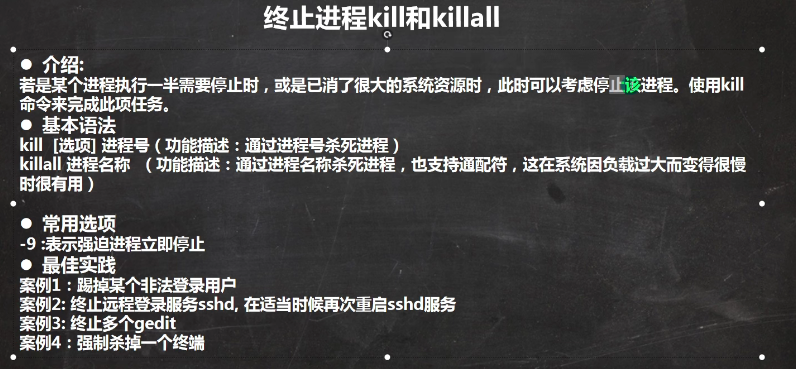 终止进程kill和killall
● 介绍:
若是某个进程执行一半需要停止时，或是已消了很大的系统资源时，此时可以考虑停止该进程。使用kill
命令来完成此项任务。
● 基本语法
kill [选项] 进程号（功能描述：通过进程号杀死进程）
killall 进程名称 （功能描述：通过进程名称杀死进程，也支持通配符，这在系统因负载过大而变得很慢
时很有用）
● 常用选项
-9 :表示强迫进程立即停止
● 最佳实践
案例1：踢掉某个非法登录用户
案例2: 终止远程登录服务sshd, 在适当时候再次重启sshd服务
案例3: 终止多个gedit
案例4：强制杀掉一个终端